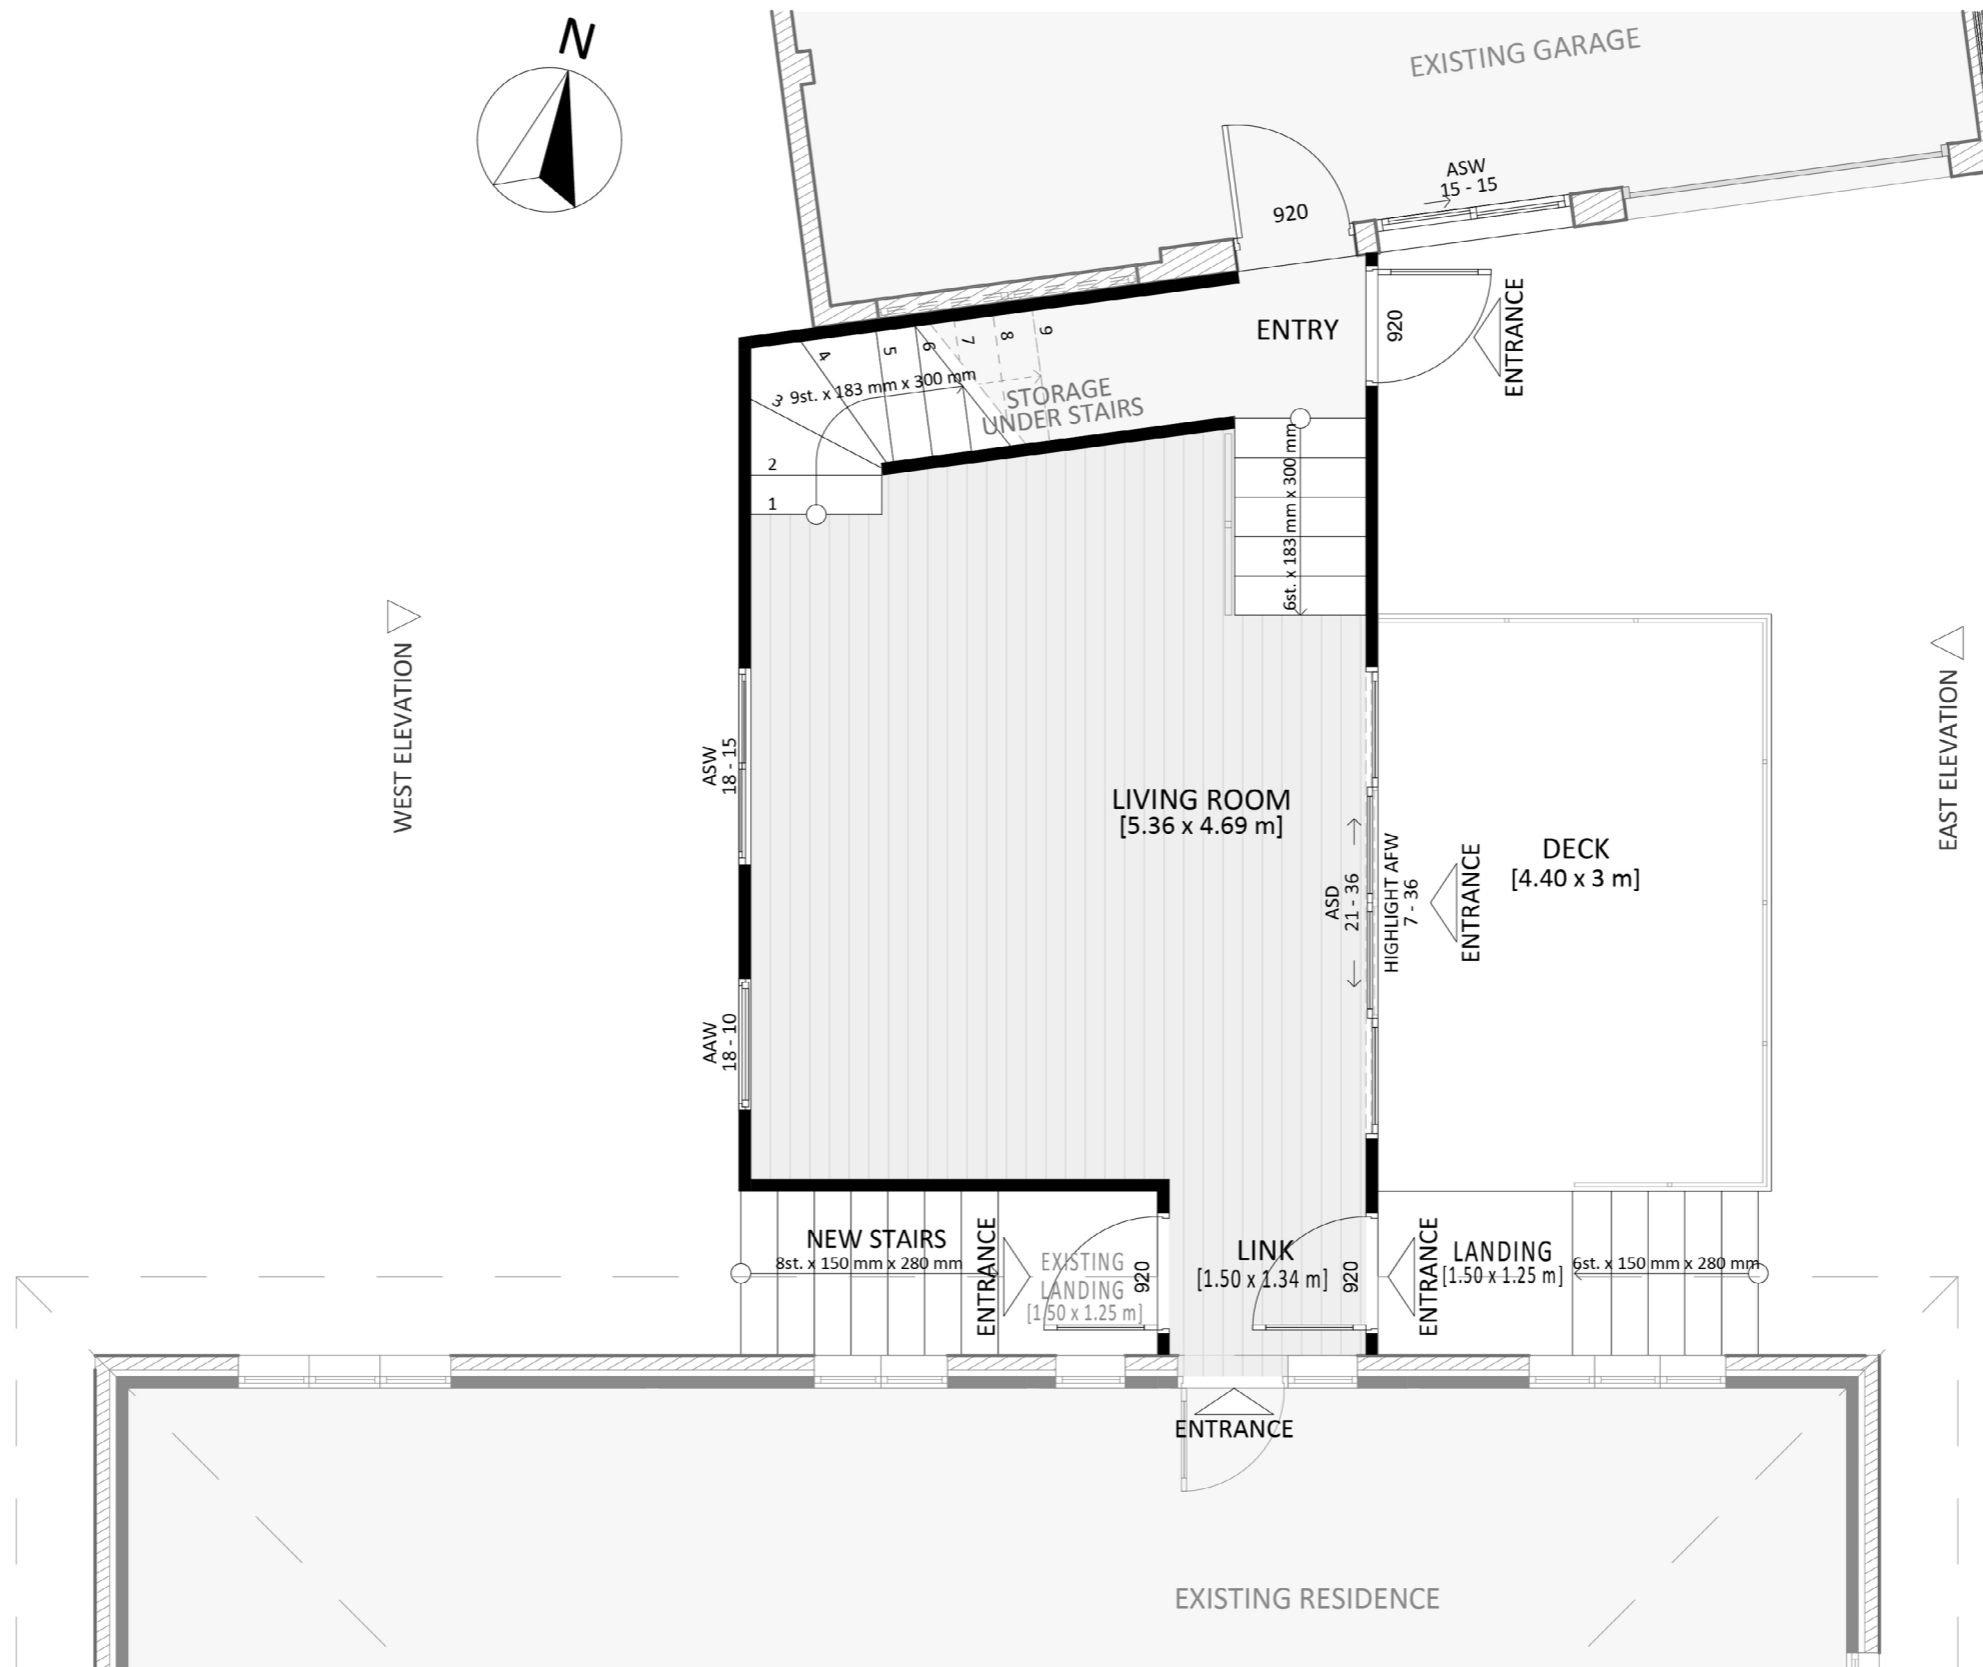 N
EXISTING GARAGE
ASW
15 - 15
920
ENTRY
920
ENTRANCE
4
5
6
7
8
9
3
9st. x 183 mm x 300 mm
STORAGE
UNDER STAIRS
2
1
6st. x 183 mm x 300 mm
WEST ELEVATION
EAST ELEVATION
ASW
18 - 15
LIVING ROOM
[5.36 x 4.69 m]
ASD
21 - 36
HIGHLIGHT AFW
7 - 36
ENTRANCE
DECK
[4.40 x 3 m]
AAW
18 - 10
NEW STAIRS
8st. x 150 mm x 280 mm
ENTRANCE
EXISTING
LANDING
[1.50 x 1.25 m]
920
LINK
[1.50 x 1.34 m]
920
ENTRANCE
LANDING
[1.50 x 1.25 m]
6st. x 150 mm x 280 mm
ENTRANCE
EXISTING RESIDENCE